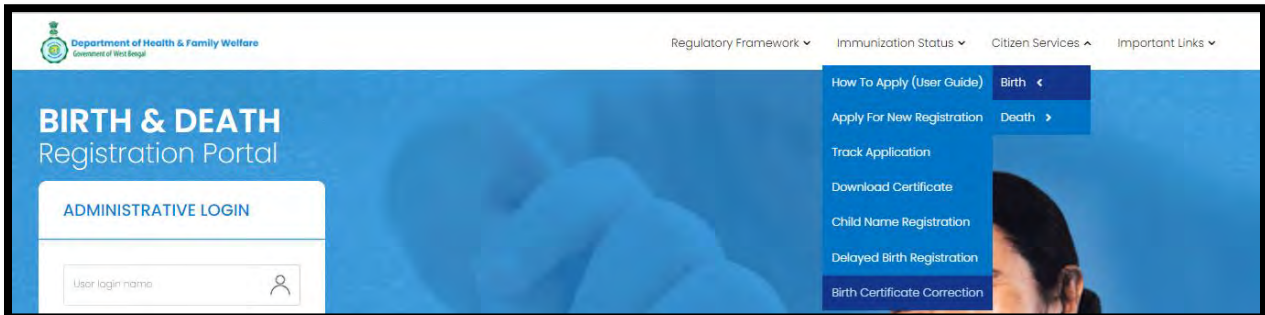 Department of Health & Family Welfare
Government of West Bengal
Regulatory Framework
Immunization Status
Citizen Services
Important Links
How To Apply (User Guide)
Birth
Apply For New Registration
Death
Track Application
Download Certificate
Child Name Registration
Delayed Birth Registration
Birth Certificate Correction
BIRTH & DEATH
Registration Portal
ADMINISTRATIVE LOGIN
User login name